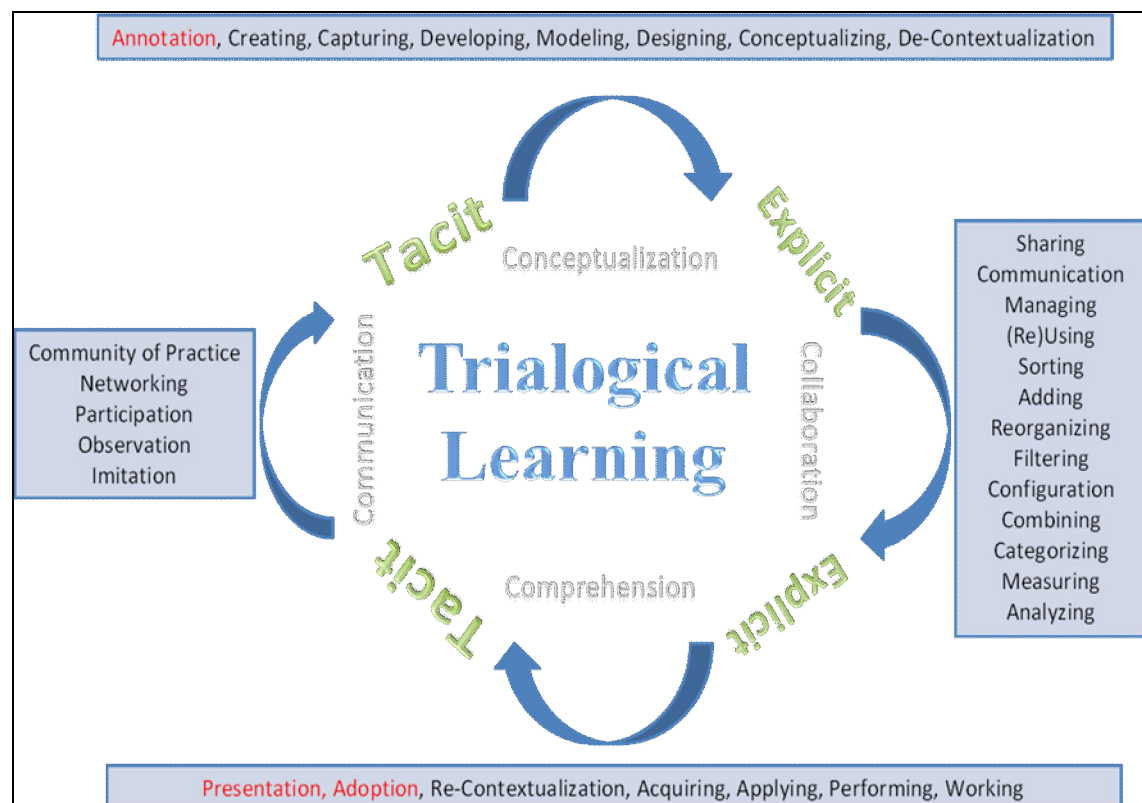 Annotation, Creating, Capturing, Developing, Modeling, Designing, Conceptualizing, De-Contextualization
Tacit
Explicit
Conceptualization
Trialogical
Learning
Communication
Collaboration
Comprehension
Tacit
Explicit
Community of Practice
Networking
Participation
Observation
Imitation
Sharing
Communication
Managing
(Re)Using
Sorting
Adding
Reorganizing
Filtering
Configuration
Combining
Categorizing
Measuring
Analyzing
Presentation, Adoption, Re-Contextualization, Acquiring, Applying, Performing, Working